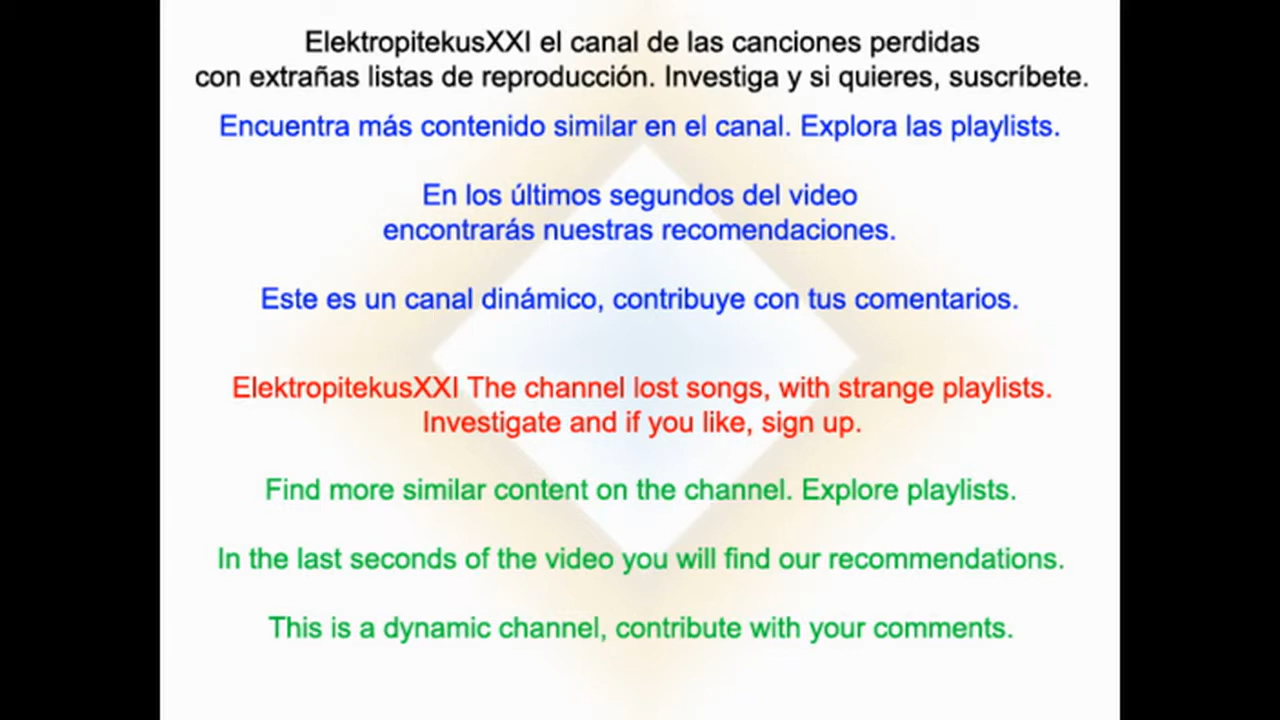 ElektropitekusXXI el canal de las canciones perdidas
con extrañas listas de reproducción. Investiga y si quieres, suscríbete.
Encuentra más contenido similar en el canal. Explora las playlists.
En los últimos segundos del video
encontrarás nuestras recomendaciones.
Este es un canal dinámico, contribuye con tus comentarios.
ElektropitekusXXI The channel lost songs, with strange playlists.
Investigate and if you like, sign up.
Find more similar content on the channel. Explore playlists.
In the last seconds of the video you will find our recommendations.
This is a dynamic channel, contribute with your comments.